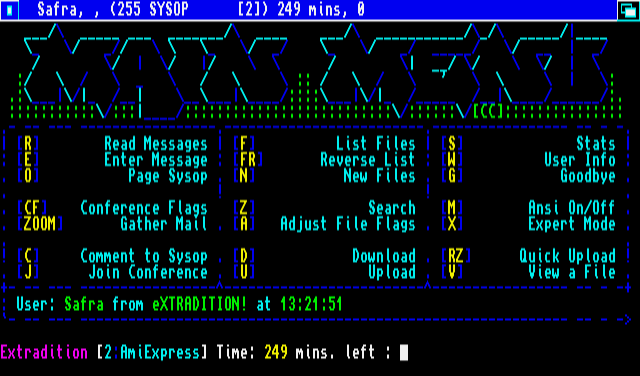 Safra, , (255 SYSOP [2]) 249 mins, 0
MAIN MENU
[CC]
[R] Read Messages [F] List Files [S] Stats
[E] Enter Message [FR] Reverse List [W] User Info
[O] Page Sysop [N] New Files [G] Goodbye
[CF] Conference Flags [Z] Search [M] Ansi On/Off
[ZOOM] Gather Mail [A] Adjust File Flags [X] Expert Mode
[C] Comment to Sysop [D] Download [RZ] Quick Upload
[J] Join Conference [U] Upload [V] View a File
User: Safra from eXTRADITION! at 13:21:51
Extradition [2:AmiExpress] Time: 249 mins. left :